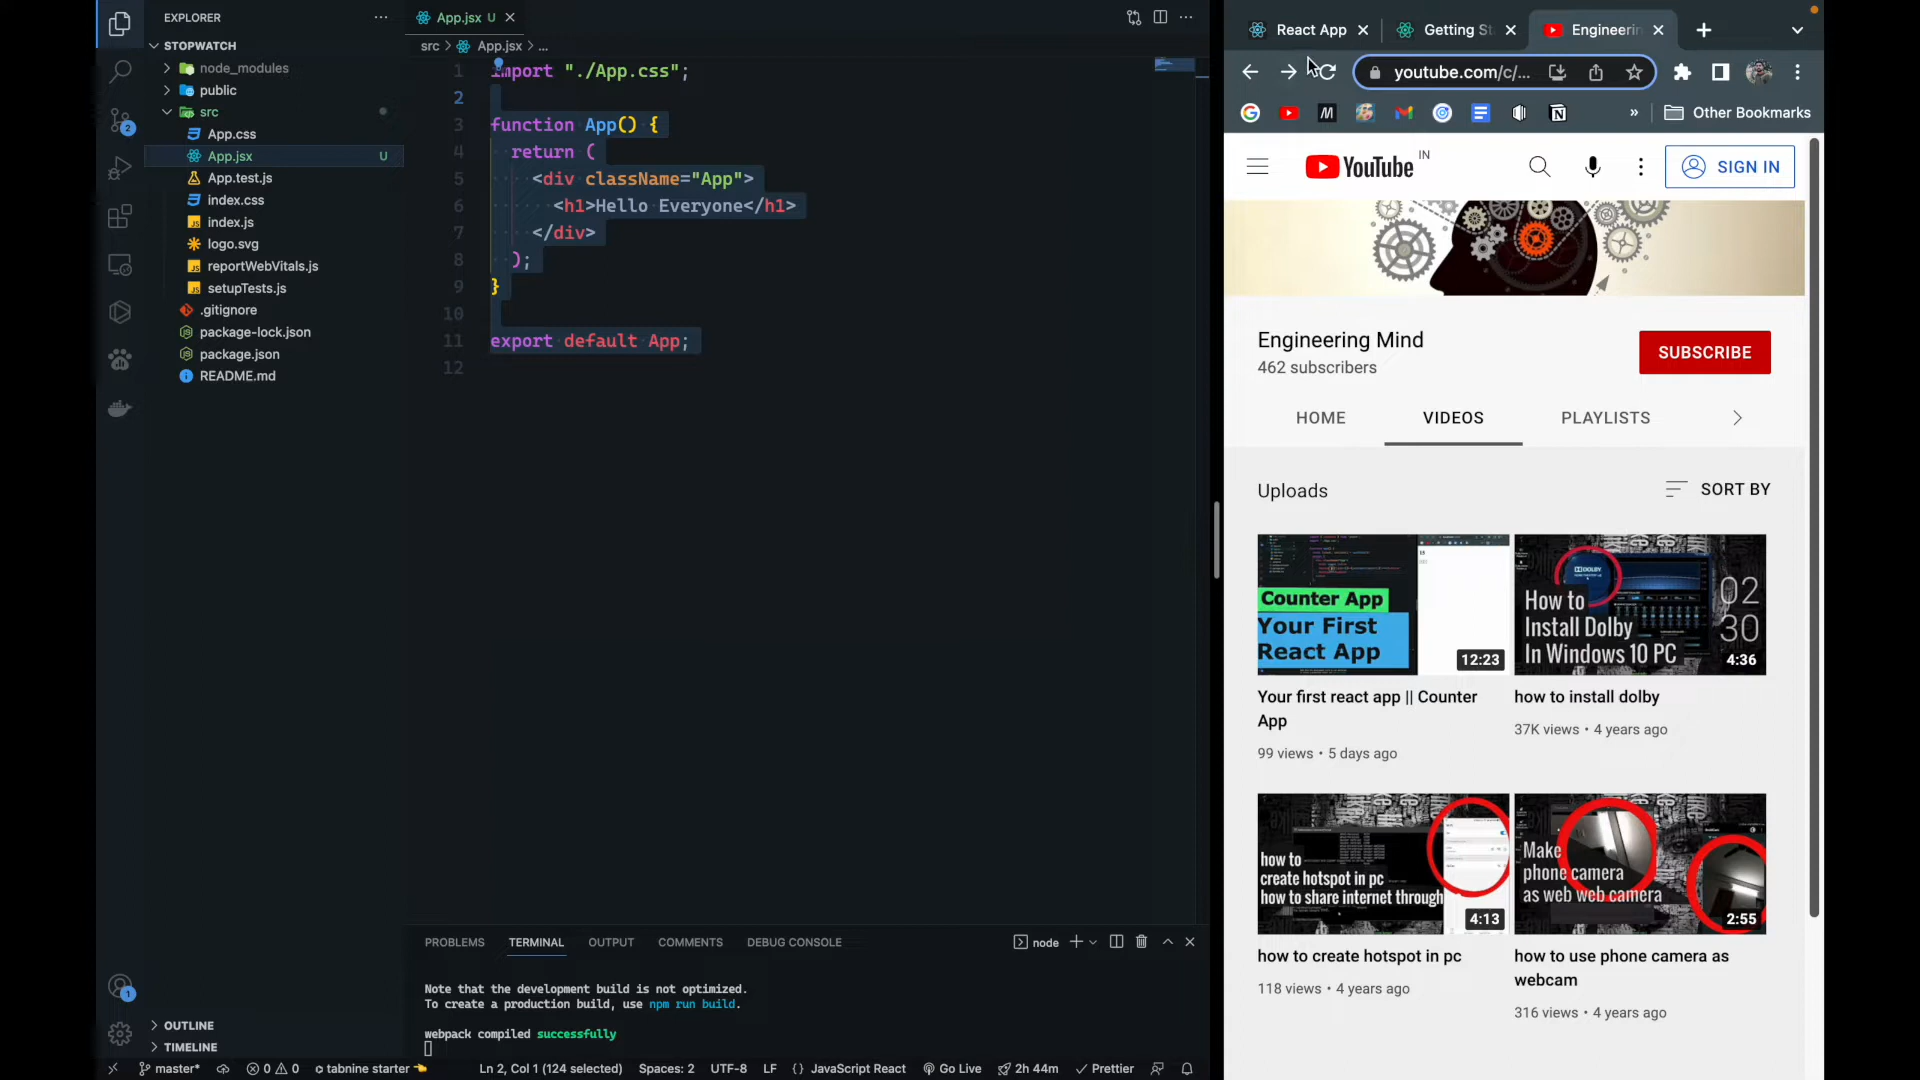 EXPLORER
STOPWATCH
node_modules
public
src
App.css
App.jsx U
App.test.js
index.css
index.js
logo.svg
reportWebVitals.js
setupTests.js
.gitignore
package-lock.json
package.json
README.md
OUTLINE
TIMELINE
App.jsx U
src > App.jsx > ...
1 import "./App.css";
2
3 function App() {
4 return (
5 <div className="App">
6 <h1>Hello Everyone</h1>
7 </div>
8 );
9 }
10
11 export default App;
12
PROBLEMS TERMINAL OUTPUT COMMENTS DEBUG CONSOLE node
Note that the development build is not optimized.
To create a production build, use npm run build.
webpack compiled successfully
master* 0 0 tabnine starter Ln 2, Col 1 (124 selected) Spaces: 2 UTF-8 LF {} JavaScript React Go Live 2h 44m Prettier
React App Getting St Engineerin
youtube.com/c/...
Other Bookmarks
YouTube IN SIGN IN
Engineering Mind
462 subscribers
SUBSCRIBE
HOME VIDEOS PLAYLISTS
Uploads SORT BY
Counter App
Your First
React App
12:23
Your first react app || Counter
App
99 views • 5 days ago
DOLBY
How to
Install Dolby
In Windows 10 PC
02
30
4:36
how to install dolby
37K views • 4 years ago
how to
create hotspot in pc
how to share internet through
4:13
how to create hotspot in pc
118 views • 4 years ago
Make
phone camera
as web web camera
2:55
how to use phone camera as
webcam
316 views • 4 years ago